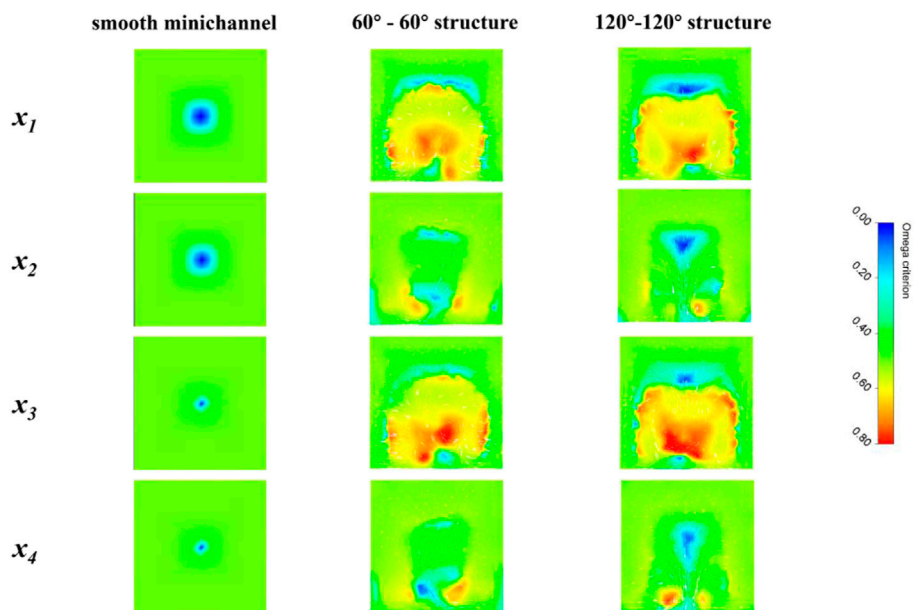 smooth minichannel 60° - 60° structure 120°-120° structure
x1
x2
x3
x4
0.00
0.20
0.40
0.60
0.80
Omega criterion